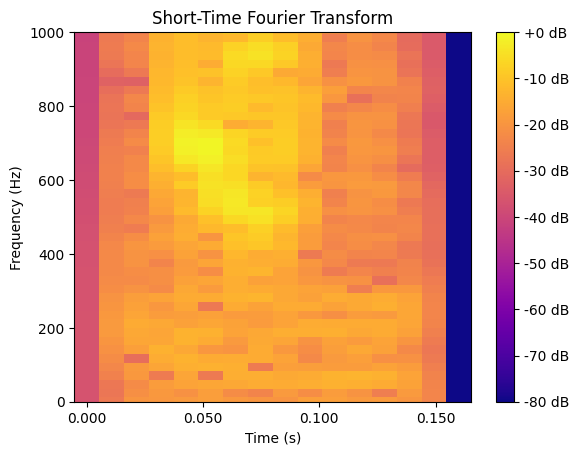 Short-Time Fourier Transform
1000
800
600
400
200
0
Frequency (Hz)
0.000
0.050
0.100
0.150
Time (s)
+0 dB
-10 dB
-20 dB
-30 dB
-40 dB
-50 dB
-60 dB
-70 dB
-80 dB